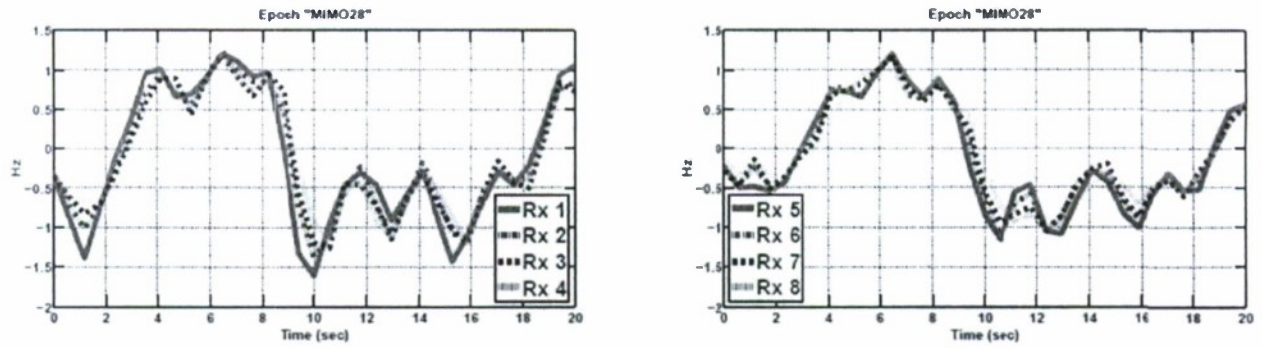 Epoch "MIMO28"
1.5
1
0.5
0
-0.5
-1
-1.5
-2
Hz
0 2 4 6 8 10 12 14 16 18 20
Time (sec)
Rx 1
Rx 2
Rx 3
Rx 4
Epoch "MIMO28"
1.5
1
0.5
0
-0.5
-1
-1.5
-2
Hz
0 2 4 6 8 10 12 14 16 18 20
Time (sec)
Rx 5
Rx 6
Rx 7
Rx 8